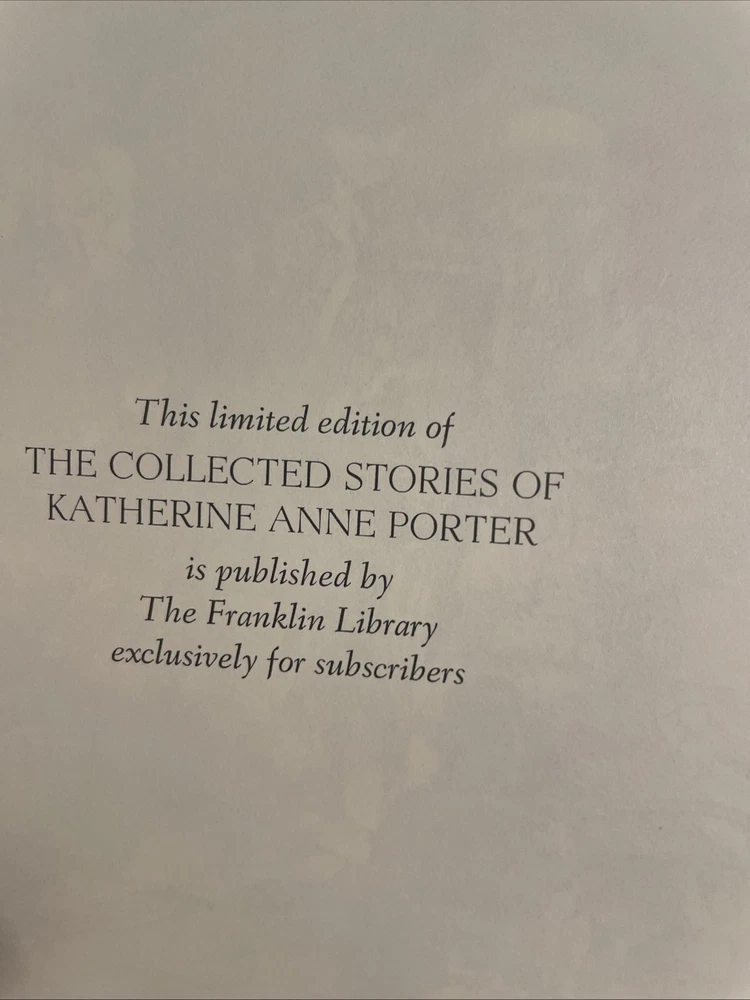 This limited edition of
THE COLLECTED STORIES OF
KATHERINE ANNE PORTER
is published by
The Franklin Library
exclusively for subscribers